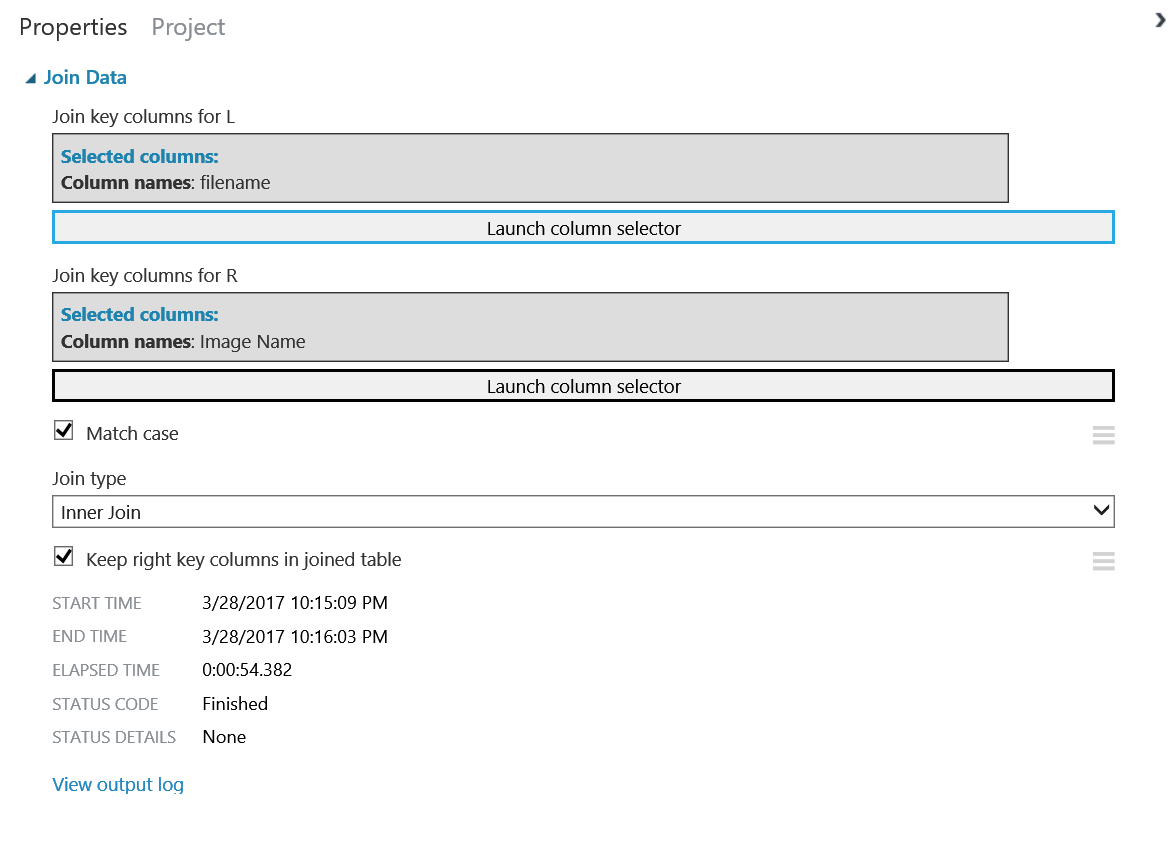 Properties Project
Join Data
Join key columns for L
Selected columns:
Column names: filename
Launch column selector
Join key columns for R
Selected columns:
Column names: Image Name
Launch column selector
Match case
Join type
Inner Join
Keep right key columns in joined table
START TIME 3/28/2017 10:15:09 PM
END TIME 3/28/2017 10:16:03 PM
ELAPSED TIME 0:00:54.382
STATUS CODE Finished
STATUS DETAILS None
View output log